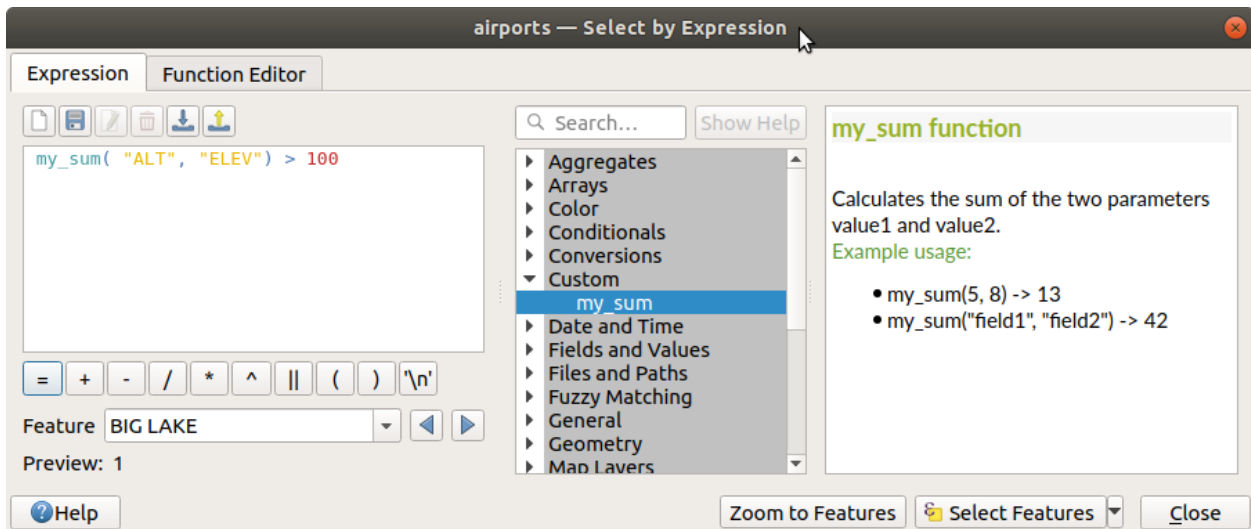 airports — Select by Expression
Expression
Function Editor
my_sum( "ALT", "ELEV") > 100
= + - / * ^ || ( ) '\n'
Feature BIG LAKE
Preview: 1
Search...
Show Help
Aggregates
Arrays
Color
Conditionals
Conversions
Custom
my_sum
Date and Time
Fields and Values
Files and Paths
Fuzzy Matching
General
Geometry
Map Layers
my_sum function
Calculates the sum of the two parameters
value1 and value2.
Example usage:
● my_sum(5, 8) -> 13
● my_sum("field1", "field2") -> 42
Help
Zoom to Features
ε Select Features
Close